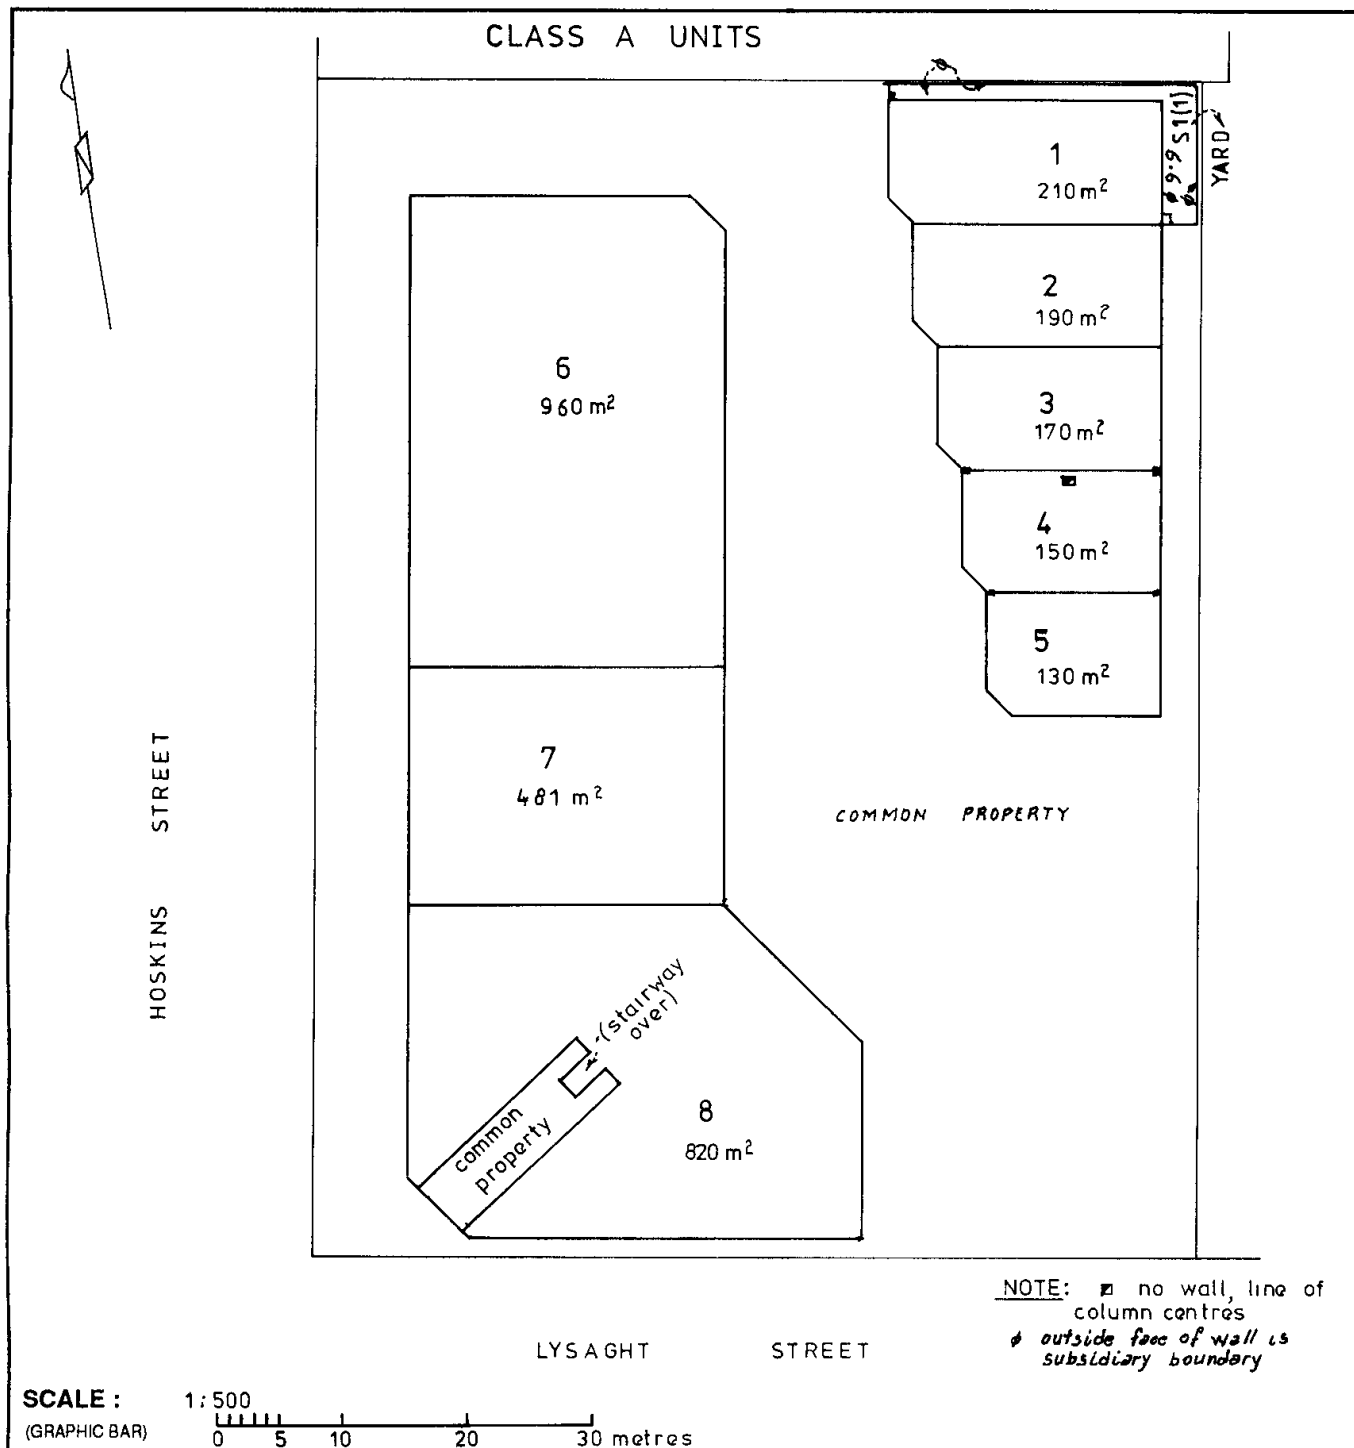 CLASS A UNITS
φ
1
210 m²
φ 9.9 S1(1)
φ
YARD
2
190 m²
6
960 m²
3
170 m²
4
150 m²
5
130 m²
7
481 m²
COMMON PROPERTY
HOSKINS STREET
(stairway
over)
common
property
8
820 m²
NOTE: no wall, line of
column centres
φ outside face of wall is
subsidiary boundary
LYSAGHT STREET
SCALE : 1:500
(GRAPHIC BAR)
0 5 10 20 30 metres